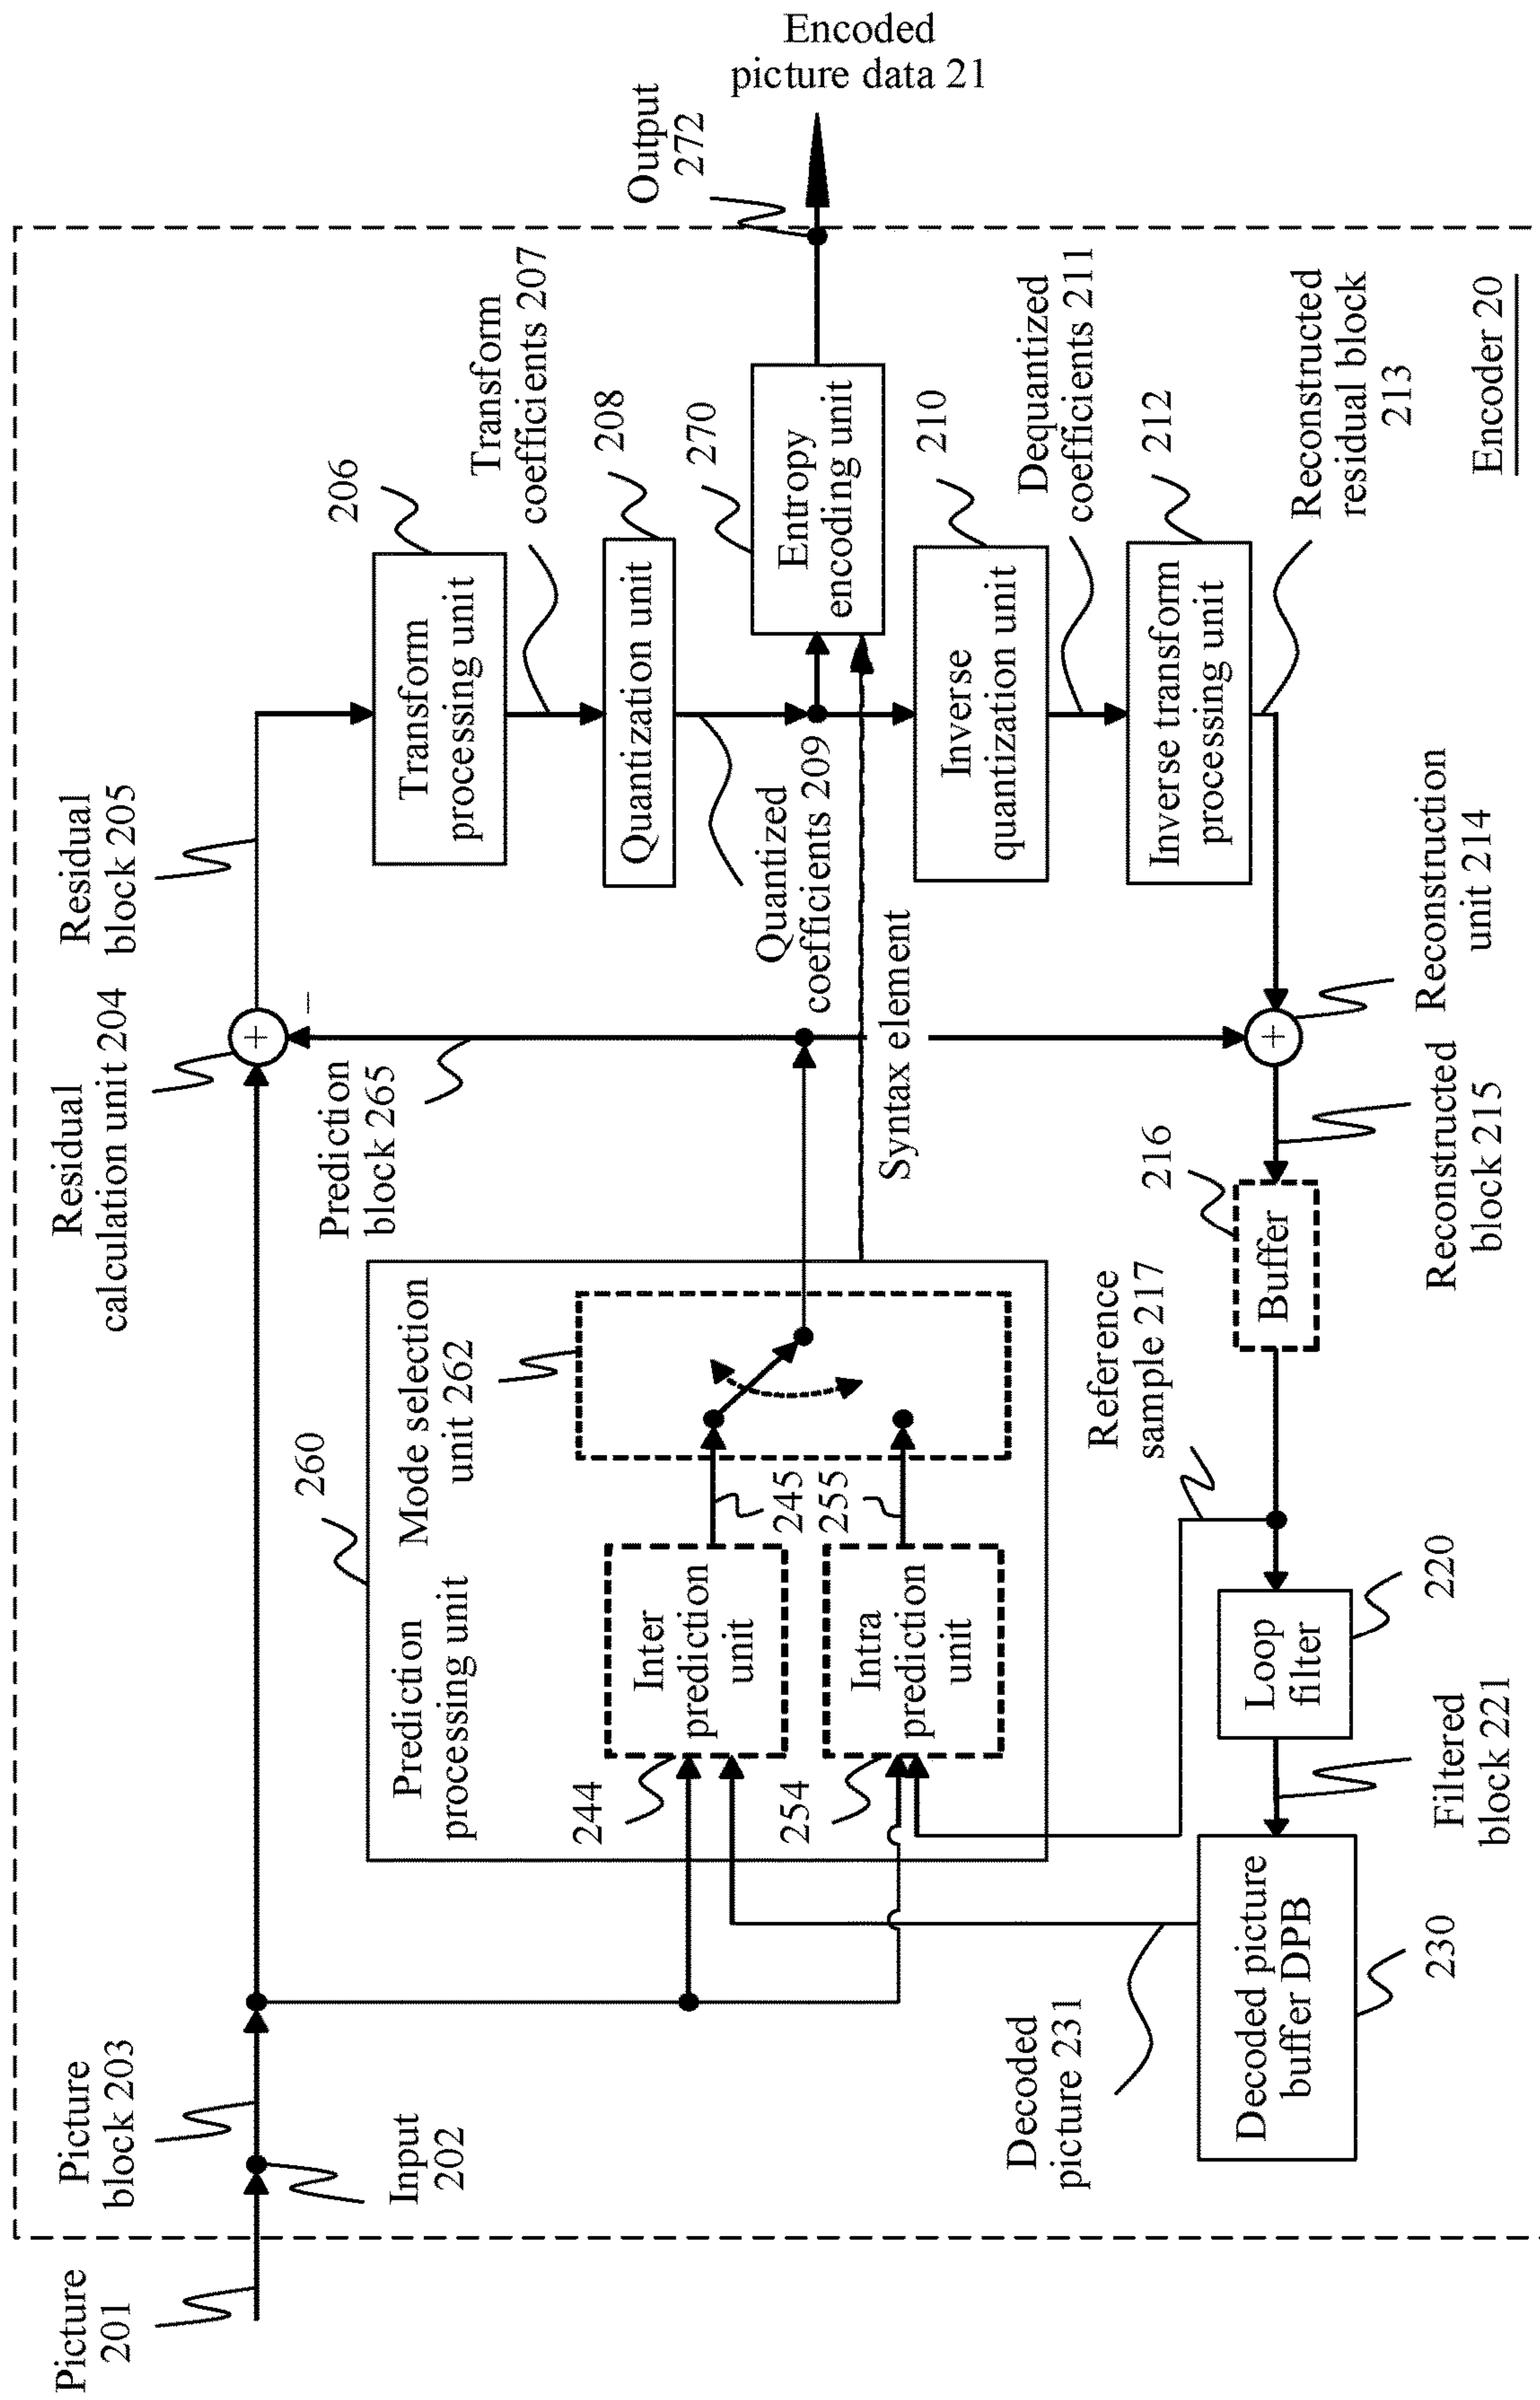 Picture
201
Picture
block 203
Input
202
Residual
calculation unit 204
Residual
block 205
Prediction
block 265
206
Transform
processing unit
Transform
coefficients 207
208
Quantization unit
Quantized
coefficients 209
270
Entropy
encoding unit
Output
272
Encoded
picture data 21
Syntax element
210
Inverse
quantization unit
Dequantized
coefficients 211
212
Inverse transform
processing unit
Reconstructed
residual block
213
Reconstruction
unit 214
Reconstructed
block 215
216
Buffer
Reference
sample 217
260
Prediction
processing unit
Mode selection
unit 262
244
Inter
prediction
unit
245
254
Intra
prediction
unit
255
220
Loop
filter
Filtered
block 221
230
Decoded picture
buffer DPB
Decoded
picture 231
Encoder 20
+
−
+